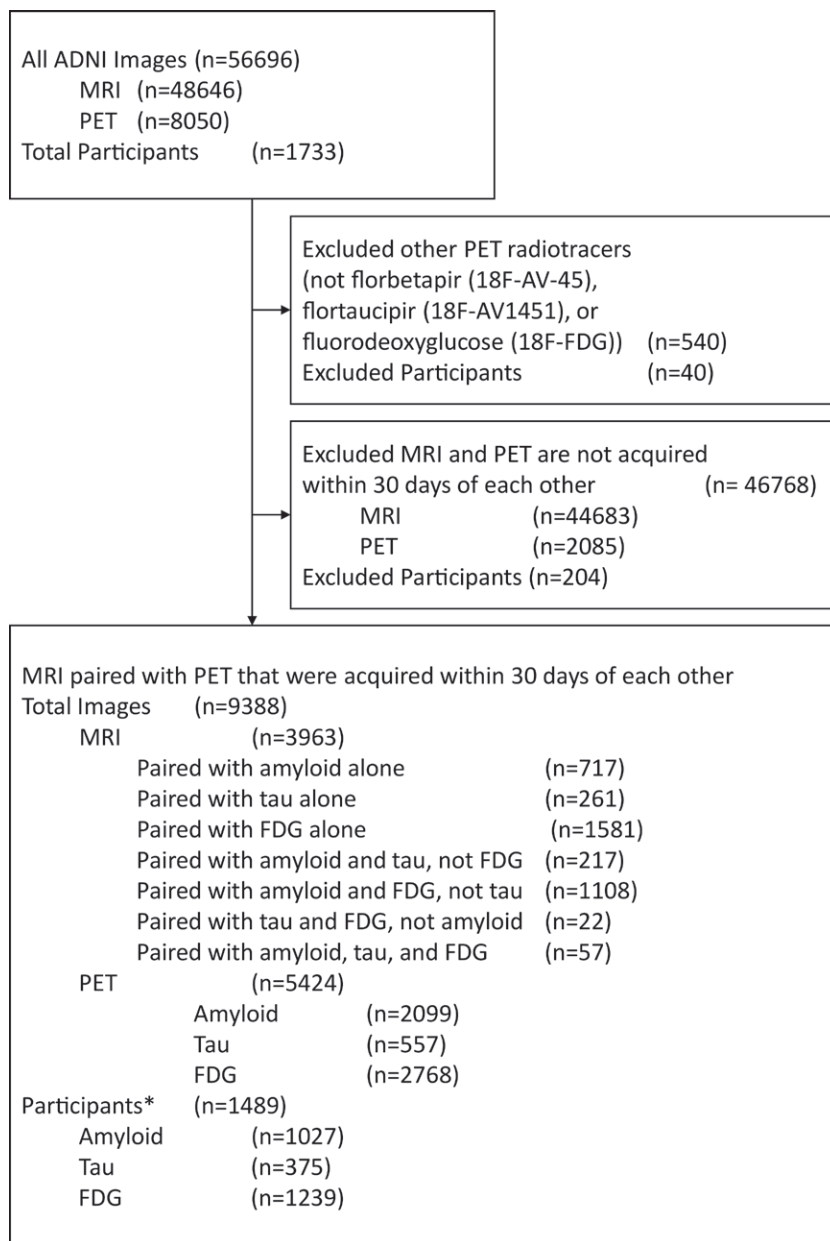 All ADNI Images (n=56696)
MRI (n=48646)
PET (n=8050)
Total Participants (n=1733)
Excluded other PET radiotracers
(not florbetapir (18F-AV-45),
flortaucipir (18F-AV1451), or
fluorodeoxyglucose (18F-FDG)) (n=540)
Excluded Participants (n=40)
Excluded MRI and PET are not acquired
within 30 days of each other (n= 46768)
MRI (n=44683)
PET (n=2085)
Excluded Participants (n=204)
MRI paired with PET that were acquired within 30 days of each other
Total Images (n=9388)
MRI (n=3963)
Paired with amyloid alone (n=717)
Paired with tau alone (n=261)
Paired with FDG alone (n=1581)
Paired with amyloid and tau, not FDG (n=217)
Paired with amyloid and FDG, not tau (n=1108)
Paired with tau and FDG, not amyloid (n=22)
Paired with amyloid, tau, and FDG (n=57)
PET (n=5424)
Amyloid (n=2099)
Tau (n=557)
FDG (n=2768)
Participants* (n=1489)
Amyloid (n=1027)
Tau (n=375)
FDG (n=1239)